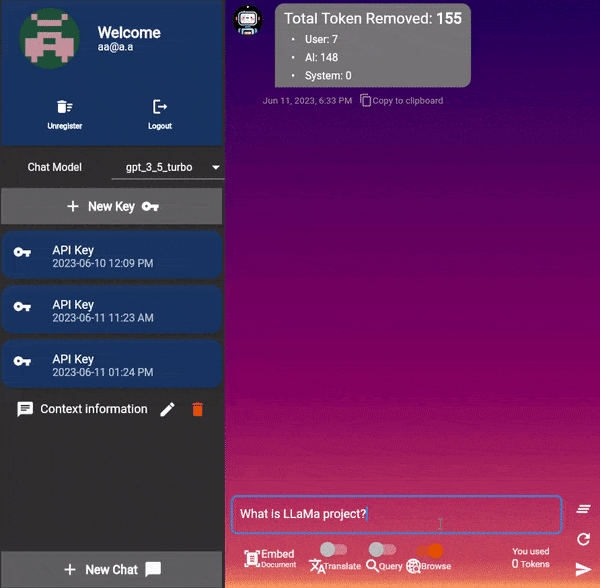 Welcome
aa@a.a
Unregister
Logout
Chat Model
gpt_3_5_turbo
New Key
API Key
2023-06-10 12:09 PM
API Key
2023-06-11 11:23 AM
API Key
2023-06-11 01:24 PM
Context information
New Chat
Total Token Removed: 155
• User: 7
• AI: 148
• System: 0
Jun 11, 2023, 6:33 PM
Copy to clipboard
What is LLaMa project?
Embed
Document
Translate
Query
Browse
You used
0 Tokens